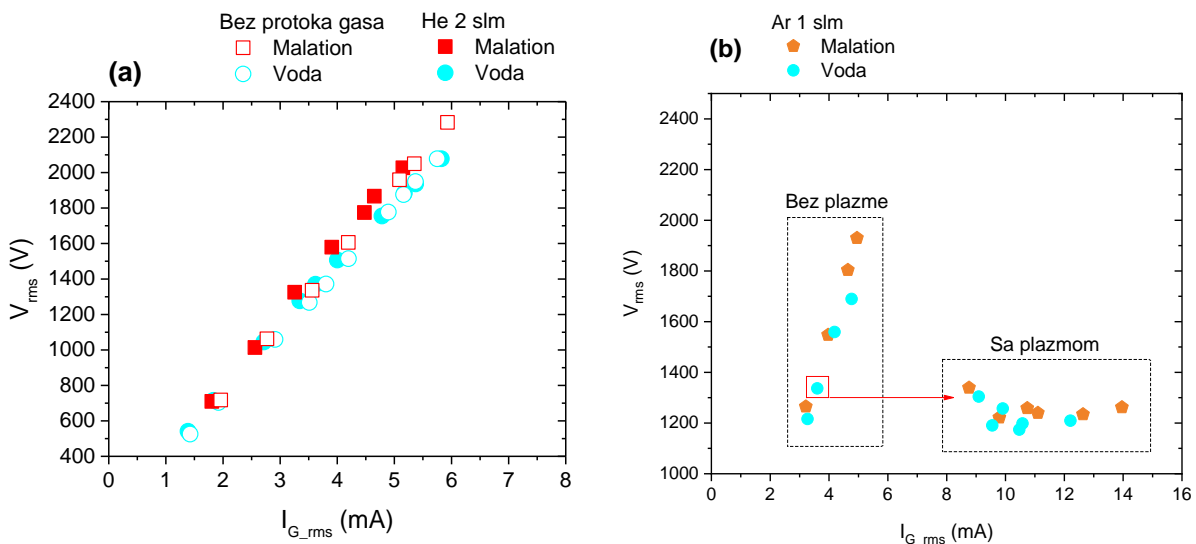 Bez protoka gasa
He 2 slm
Malation
Malation
Voda
Voda
(a)
2400
2200
2000
1800
1600
1400
1200
1000
800
600
400
0 1 2 3 4 5 6 7 8
V_rms (V)
I_G_rms (mA)
(b)
Ar 1 slm
Malation
Voda
2400
2200
2000
1800
1600
1400
1200
1000
0 2 4 6 8 10 12 14 16
V_rms (V)
I_G_rms (mA)
Bez plazme
Sa plazmom